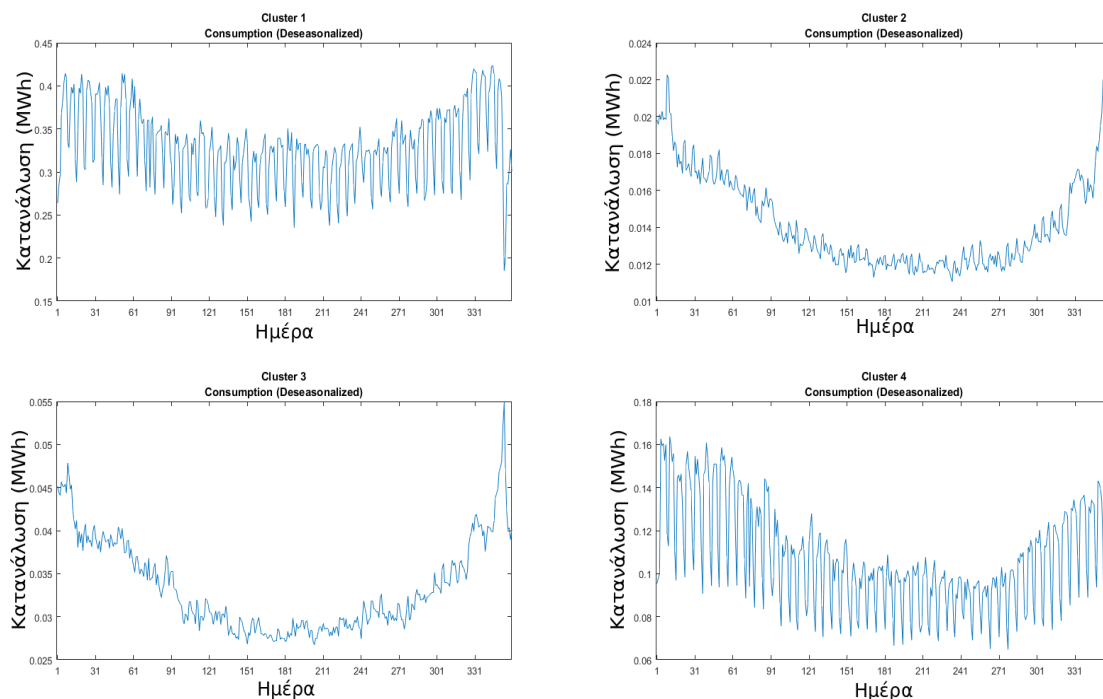 Cluster 1
Consumption (Deseasonalized)
Κατανάλωση (MWh)
0.45
0.4
0.35
0.3
0.25
0.2
0.15
1 31 61 91 121 151 181 211 241 271 301 331
Ημέρα
Cluster 2
Consumption (Deseasonalized)
Κατανάλωση (MWh)
0.024
0.022
0.02
0.018
0.016
0.014
0.012
0.01
1 31 61 91 121 151 181 211 241 271 301 331
Ημέρα
Cluster 3
Consumption (Deseasonalized)
Κατανάλωση (MWh)
0.055
0.05
0.045
0.04
0.035
0.03
0.025
1 31 61 91 121 151 181 211 241 271 301 331
Ημέρα
Cluster 4
Consumption (Deseasonalized)
Κατανάλωση (MWh)
0.18
0.16
0.14
0.12
0.1
0.08
0.06
1 31 61 91 121 151 181 211 241 271 301 331
Ημέρα